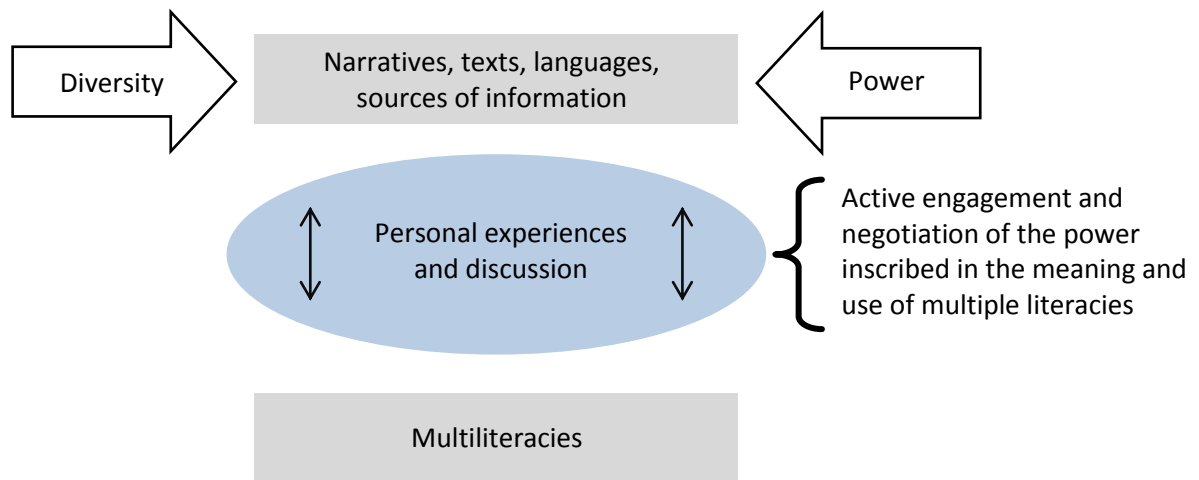 Diversity
Narratives, texts, languages,
sources of information
Power
Personal experiences
and discussion
Active engagement and
negotiation of the power
inscribed in the meaning and
use of multiple literacies
Multiliteracies